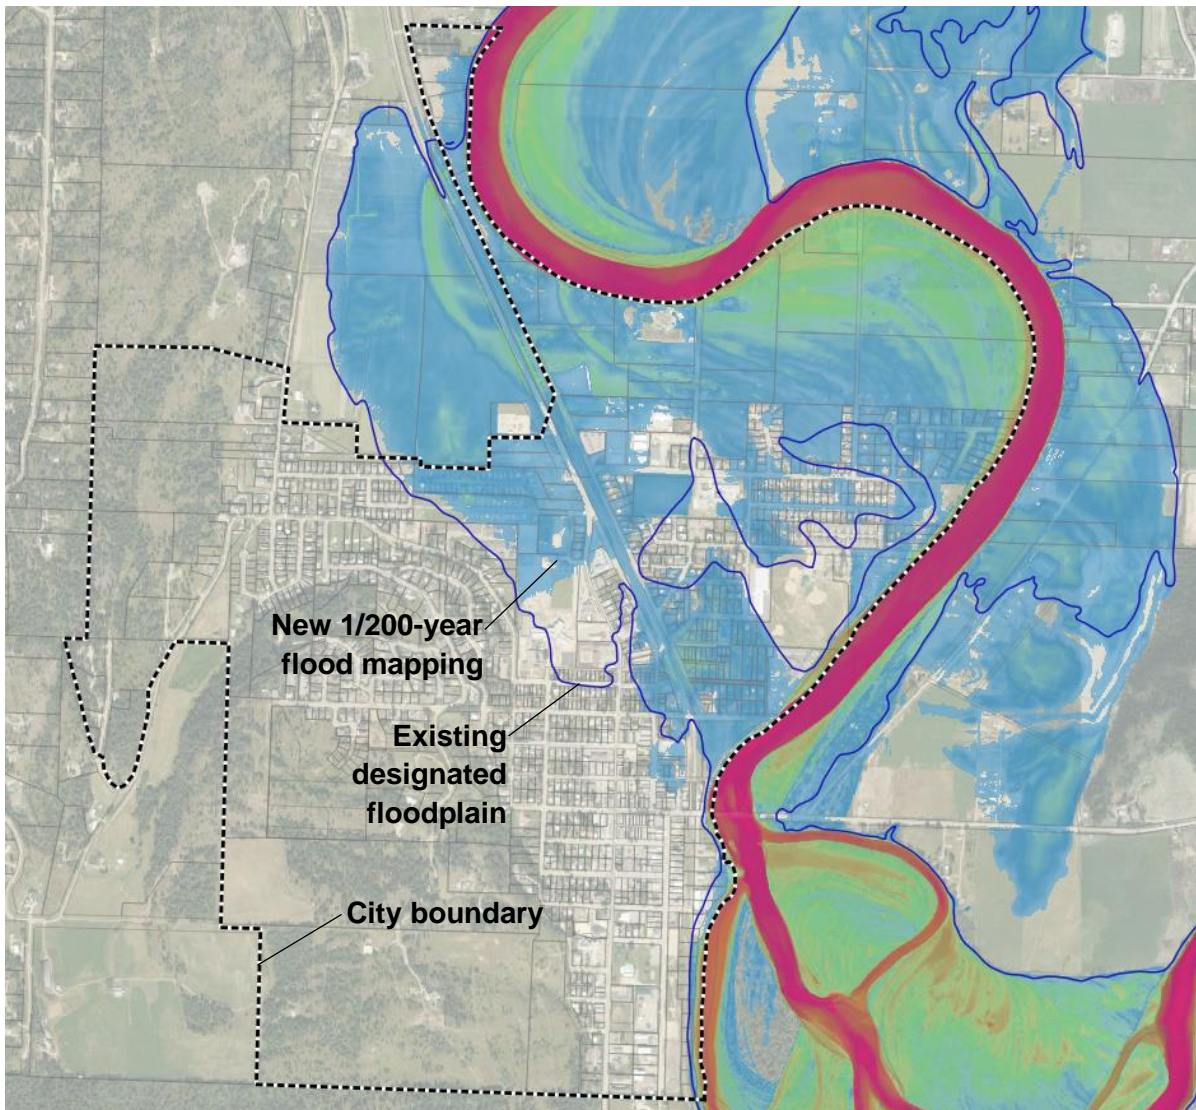 New 1/200-year
flood mapping
Existing
designated
floodplain
City boundary